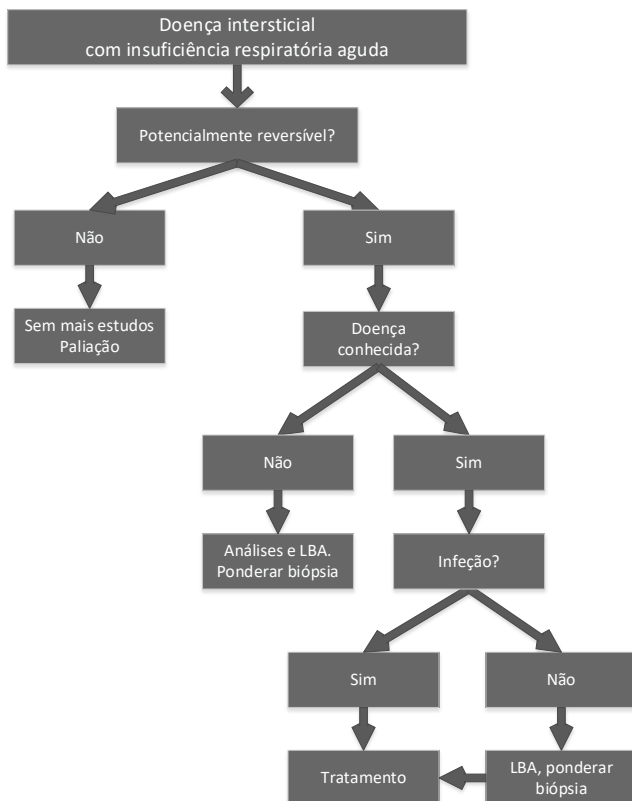 Doença intersticial
com insuficiência respiratória aguda
Potencialmente reversível?
Não
Sim
Sem mais estudos
Paliação
Doença
conhecida?
Não
Sim
Análises e LBA.
Ponderar biópsia
Infeção?
Sim
Não
Tratamento
LBA, ponderar
biópsia